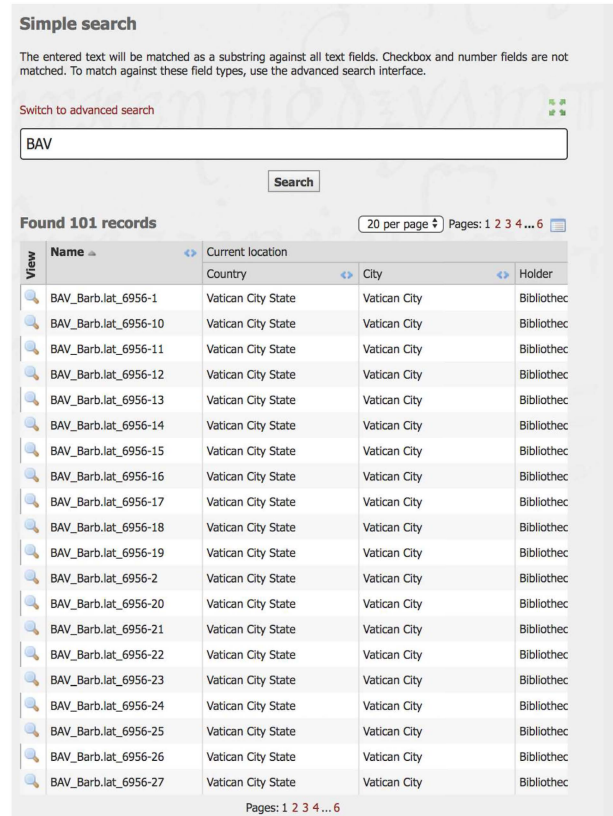 Simple search
The entered text will be matched as a substring against all text fields. Checkbox and number fields are not
matched. To match against these field types, use the advanced search interface.
Switch to advanced search
BAV
Search
Found 101 records 20 per page Pages: 1 2 3 4 ... 6
View Name Current location
Country City Holder
BAV_Barb.lat_6956-1 Vatican City State Vatican City Bibliothec
BAV_Barb.lat_6956-10 Vatican City State Vatican City Bibliothec
BAV_Barb.lat_6956-11 Vatican City State Vatican City Bibliothec
BAV_Barb.lat_6956-12 Vatican City State Vatican City Bibliothec
BAV_Barb.lat_6956-13 Vatican City State Vatican City Bibliothec
BAV_Barb.lat_6956-14 Vatican City State Vatican City Bibliothec
BAV_Barb.lat_6956-15 Vatican City State Vatican City Bibliothec
BAV_Barb.lat_6956-16 Vatican City State Vatican City Bibliothec
BAV_Barb.lat_6956-17 Vatican City State Vatican City Bibliothec
BAV_Barb.lat_6956-18 Vatican City State Vatican City Bibliothec
BAV_Barb.lat_6956-19 Vatican City State Vatican City Bibliothec
BAV_Barb.lat_6956-2 Vatican City State Vatican City Bibliothec
BAV_Barb.lat_6956-20 Vatican City State Vatican City Bibliothec
BAV_Barb.lat_6956-21 Vatican City State Vatican City Bibliothec
BAV_Barb.lat_6956-22 Vatican City State Vatican City Bibliothec
BAV_Barb.lat_6956-23 Vatican City State Vatican City Bibliothec
BAV_Barb.lat_6956-24 Vatican City State Vatican City Bibliothec
BAV_Barb.lat_6956-25 Vatican City State Vatican City Bibliothec
BAV_Barb.lat_6956-26 Vatican City State Vatican City Bibliothec
BAV_Barb.lat_6956-27 Vatican City State Vatican City Bibliothec
Pages: 1 2 3 4 ... 6